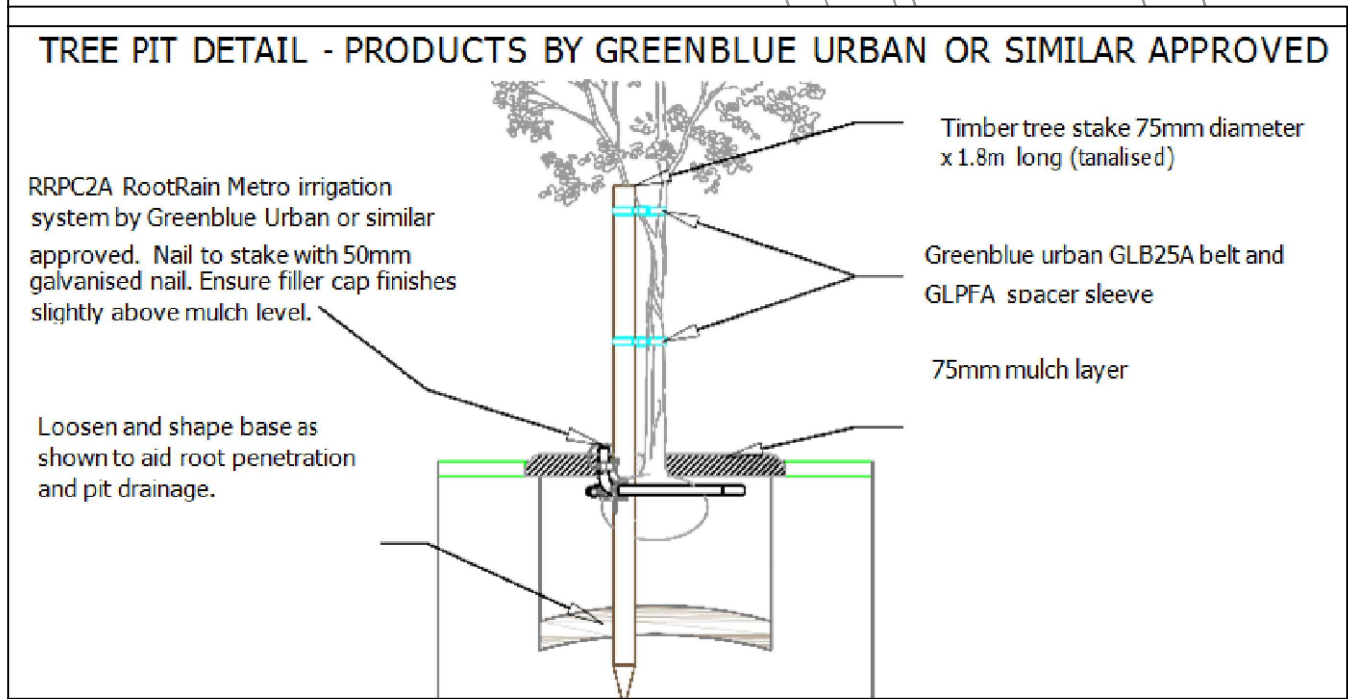 TREE PIT DETAIL - PRODUCTS BY GREENBLUE URBAN OR SIMILAR APPROVED
RRPC2A RootRain Metro irrigation
system by Greenblue Urban or similar
approved. Nail to stake with 50mm
galvanised nail. Ensure filler cap finishes
slightly above mulch level.
Loosen and shape base as
shown to aid root penetration
and pit drainage.
Timber tree stake 75mm diameter
x 1.8m long (tanalised)
Greenblue urban GLB25A belt and
GLPFA spacer sleeve
75mm mulch layer